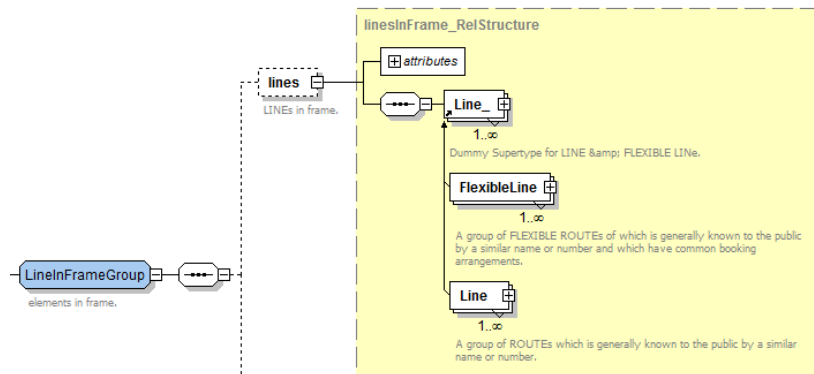 linesInFrame_RelStructure
attributes
lines
LINEs in frame.
Line_
1..∞
Dummy Supertype for LINE &amp; FLEXIBLE LINe.
FlexibleLine
1..∞
A group of FLEXIBLE ROUTES of which is generally known to the public
by a similar name or number and which have common booking
arrangements.
LineInFrameGroup
elements in frame.
Line
1..∞
A group of ROUTES which is generally known to the public by a similar
name or number.